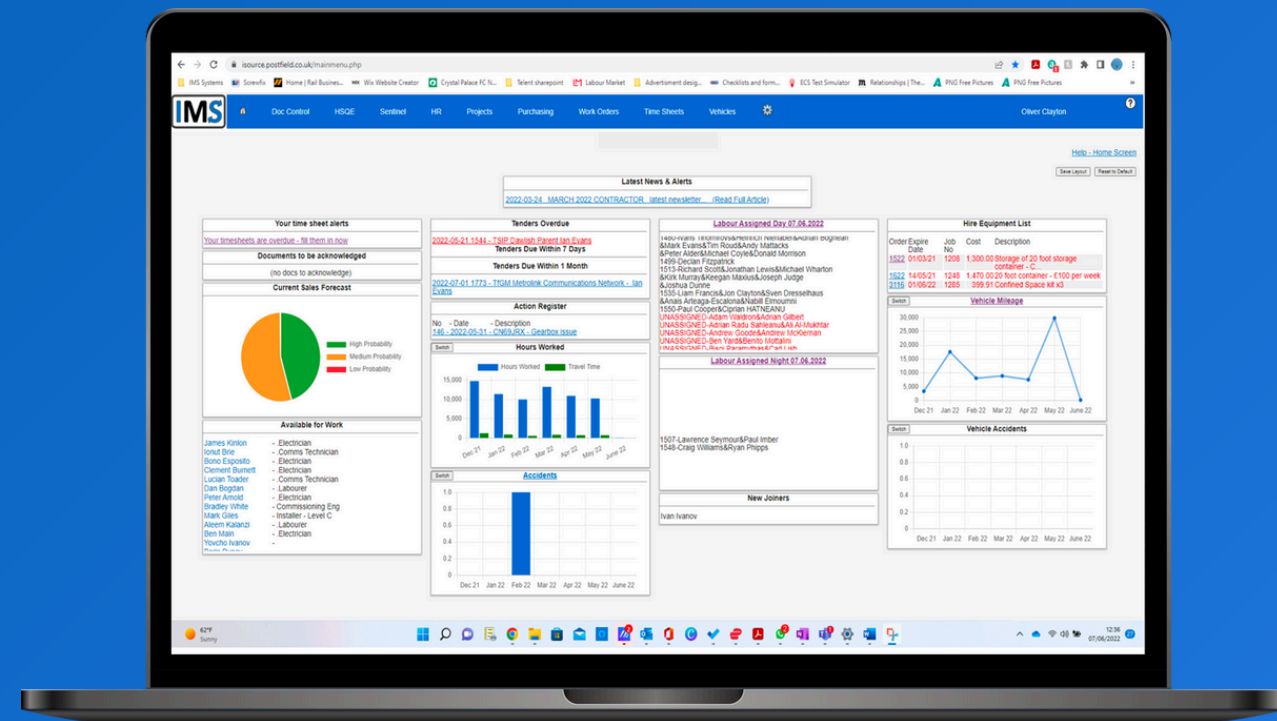 isource.postfield.co.uk/mainmenu.php
IMS Systems Screwfix Home | Rail Busines... Wix Website Creator Crystal Palace FC N... Talent sharepoint Labour Market Advertisment desig... Checklists and form... ECS Test Simulator Relationships | The... PNG Free Pictures PNG Free Pictures »
IMS Doc Control HSQE Sentinel HR Projects Purchasing Work Orders Time Sheets Vehicles Oliver Clayton ?
Help - Home Screen
Save Layout Reset to Default
Latest News & Alerts
2022-03-24 MARCH 2022 CONTRACTOR latest newsletter... (Read Full Article)
Your time sheet alerts
Your timesheets are overdue - fill them in now
Documents to be acknowledged
(no docs to acknowledge)
Current Sales Forecast
High Probability
Medium Probability
Low Probability
Available for Work
James Kinlon - .Electrician
Ionut Brie - .Comms Technician
Bono Esposito - .Electrician
Clement Burnett - .Electrician
Lucian Toader - .Comms Technician
Dan Bogdan - .Labourer
Peter Arnold - .Electrician
Bradley White - Commissioning Eng
Mark Giles - Installer - Level C
Aleem Kalanzi - .Labourer
Ben Main - .Electrician
Yovcho Ivanov -
Tenders Overdue
2022-05-21 1544 - TSIP Dawlish Parent Ian Evans
Tenders Due Within 7 Days
Tenders Due Within 1 Month
2022-07-01 1773 - TfGM Metrolink Communications Network - Ian
Evans
Action Register
No - Date - Description
146 - 2022-05-31 - CN69JRX - Gearbox issue
Switch Hours Worked
Hours Worked Travel Time
15,000
10,000
5,000
0
Dec 21 Jan 22 Feb 22 Mar 22 Apr 22 May 22 June 22
Switch Accidents
1.0
0.8
0.6
0.4
0.2
0
Dec 21 Jan 22 Feb 22 Mar 22 Apr 22 May 22 June 22
Labour Assigned Day 07.06.2022
&Mark Evans&Tim Roud&Andy Mattacks
&Peter Alder&Michael Coyle&Donald Morrison
1499-Declan Fitzpatrick
1513-Richard Scott&Jonathan Lewis&Michael Wharton
&Kirk Murray&Keegan Maxius&Joseph Judge
&Joshua Dunne
1535-Liam Francis&Jon Clayton&Sven Dresselhaus
&Anais Arteaga-Escalona&Nabill Elmoumni
1550-Paul Cooper&Ciprian HATNEANU
UNASSIGNED-Adam Waldron&Adrian Gilbert
UNASSIGNED-Adrian Radu Sahleanu&Ali Al-Mukhtar
UNASSIGNED-Andrew Goode&Andrew McKiernan
UNASSIGNED-Ben Yard&Benito Mottalini
Labour Assigned Night 07.06.2022
1507-Lawrence Seymour&Paul Imber
1548-Craig Williams&Ryan Phipps
New Joiners
Ivan Ivanov
Hire Equipment List
Order Expire Job Cost Description
Date No
1522 01/03/21 1208 1,300.00 Storage of 20 foot storage
container - C...
1622 14/05/21 1248 1,470.00 20 foot container - £100 per week
3116 01/06/22 1285 399.91 Confined Space kit x3
Switch Vehicle Mileage
30,000
25,000
20,000
15,000
10,000
5,000
0
Dec 21 Jan 22 Feb 22 Mar 22 Apr 22 May 22 June 22
Switch Vehicle Accidents
1.0
0.8
0.6
0.4
0.2
0
Dec 21 Jan 22 Feb 22 Mar 22 Apr 22 May 22 June 22
62°F
Sunny
12:56
07/06/2022